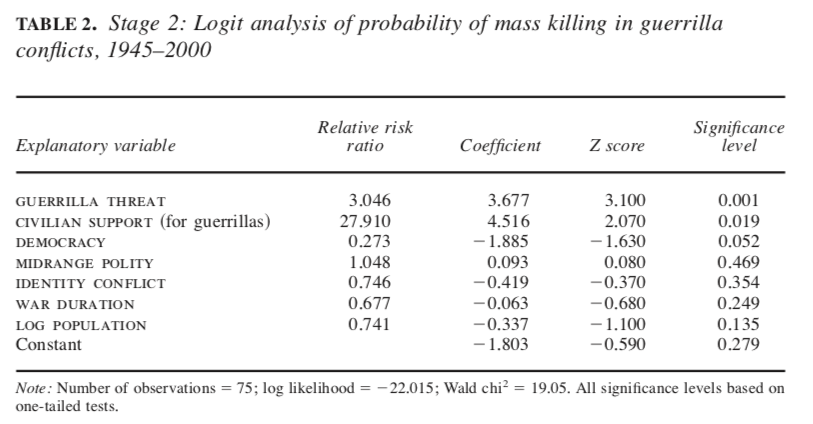 TABLE 2. Stage 2: Logit analysis of probability of mass killing in guerrilla
conflicts, 1945–2000
Explanatory variable Relative risk ratio Coefficient Z score Significance level
GUERRILLA THREAT 3.046 3.677 3.100 0.001
CIVILIAN SUPPORT (for guerrillas) 27.910 4.516 2.070 0.019
DEMOCRACY 0.273 −1.885 −1.630 0.052
MIDRANGE POLITY 1.048 0.093 0.080 0.469
IDENTITY CONFLICT 0.746 −0.419 −0.370 0.354
WAR DURATION 0.677 −0.063 −0.680 0.249
LOG POPULATION 0.741 −0.337 −1.100 0.135
Constant −1.803 −0.590 0.279
Note: Number of observations = 75; log likelihood = −22.015; Wald chi² = 19.05. All significance levels based on
one-tailed tests.